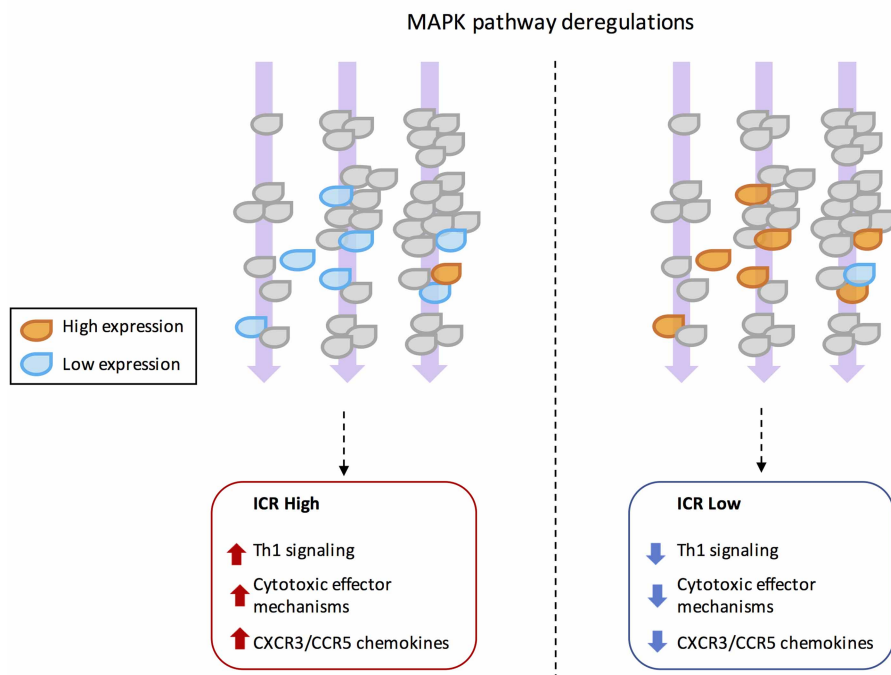 MAPK pathway deregulations
High expression
Low expression
ICR High
Th1 signaling
Cytotoxic effector
mechanisms
CXCR3/CCR5 chemokines
ICR Low
Th1 signaling
Cytotoxic effector
mechanisms
CXCR3/CCR5 chemokines